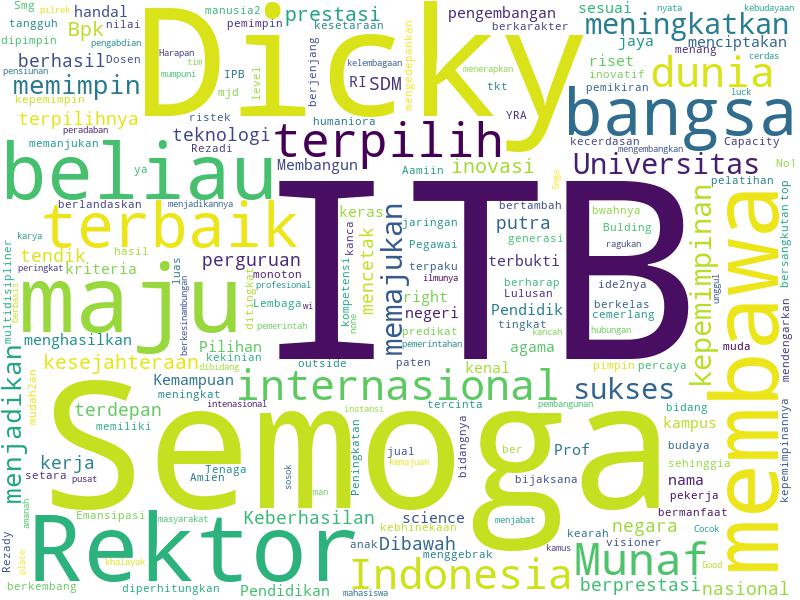 Smg pilrek nilai manusia2 prestasi pengembangan sesuai nyata kebudayaan
tangguh handal pemimpin kesetaraan berkarakter meningkatkan
dipimpin Bpk pengabdian Dicky menang
berhasil Dosen Harapan tim IPB level berjenjang kelembagaan mengedepankan jaya menciptakan
pensiunan mumpuni RI SDM menerapkan riset inovatif dunia cerdas
memimpin mjd tkt pemikiran luck
kepemimpin ristek humaniora YRA bangsa
terpilihnya peradaban teknologi terpilih kecerdasan mengembangkan Capacity
memanjukan Rezadi Membangun Aamiin inovasi Universitas No1
beliau ya Snga pelatihan top
berlandaskan menjadikannya ITB
karya terbaik keras jaringan bertambah putra bwahnya kepemimpinan membawa bersangkutan
hasil kanca mencetak memajukan Pegawai generasi Bulding
tendik luas perguruan terpaku terbukti ragukan
multidisipliner peringkat kriteria monoton kompetensi ilmunya berharap ide2nya
maju berkesinambungan profesional ditingkat right Lulusan berkelas unggul
berbasis Lembaga wi negeri Pendidik cemerlang
pemerintah predikat tingkat kancah hubungan
menghasilkan Pilihan none pemerintahan agama muda mendengarkan
kesejahteraan kekinian dibidang outside paten kenal pimpin percaya
menjadikan mudah2an Kemampuan internasional sukses bidang
meningkat intenasional tercinta instansi pembangunan kampus
terdepan memiliki Semoga budaya kepemimpinannya
setara kerja Tenaga sosok Peningkatan jual bidangnya ber Prof sehinggia
pusat Amien man kemajuan bijaksana nama
pekerja
amanah Emansipasi masyarakat Keberhasilan science menjabat kearah negara bermanfaat
Rezady place Rektor kebhinekaan visioner Cocok
khalayak anak Dibawah menggebrak kamus Munaf Good
berkembang diperhitungkan Pendidikan mahasiswa Indonesia berprestasi nasional